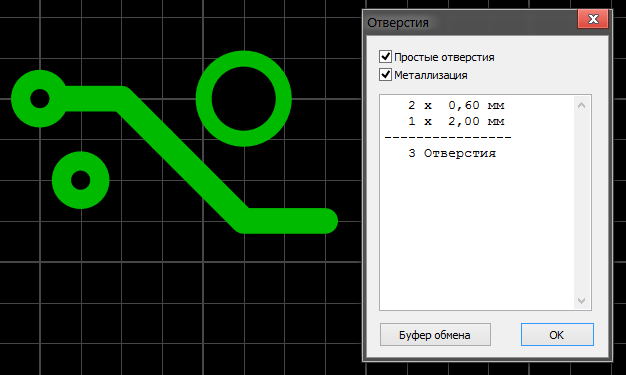 Отверстия
Простые отверстия
Металлизация
2 x 0,60 мм
1 x 2,00 мм
----------------
3 Отверстия
Буфер обмена
OK